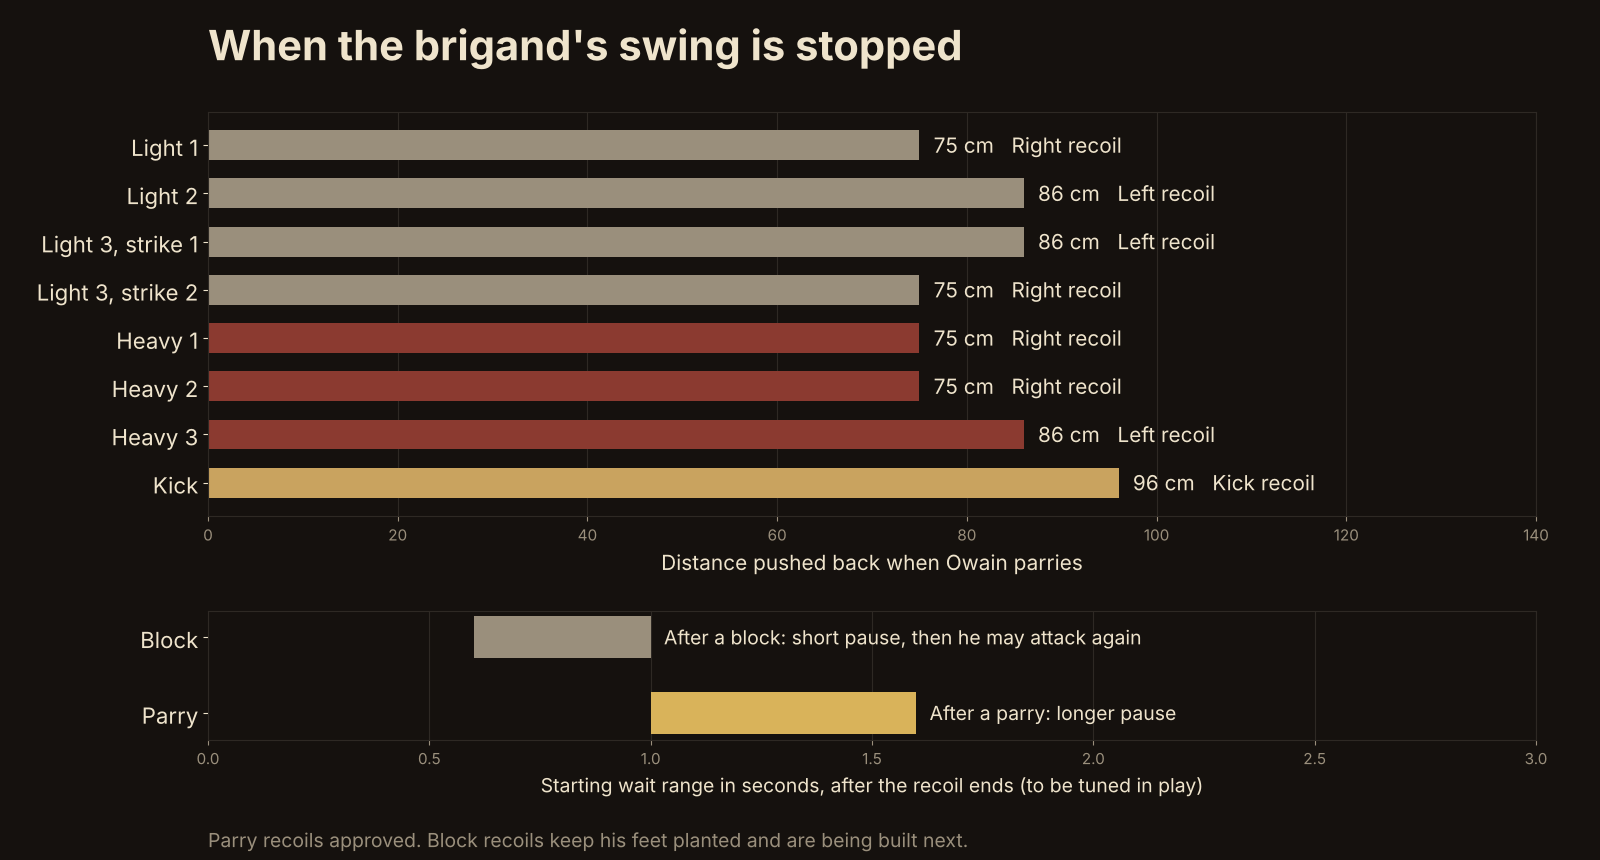 When the brigand's swing is stopped
Light 1 75 cm Right recoil
Light 2 86 cm Left recoil
Light 3, strike 1 86 cm Left recoil
Light 3, strike 2 75 cm Right recoil
Heavy 1 75 cm Right recoil
Heavy 2 75 cm Right recoil
Heavy 3 86 cm Left recoil
Kick 96 cm Kick recoil
0 20 40 60 80 100 120 140
Distance pushed back when Owain parries
Block After a block: short pause, then he may attack again
Parry After a parry: longer pause
0.0 0.5 1.0 1.5 2.0 2.5 3.0
Starting wait range in seconds, after the recoil ends (to be tuned in play)
Parry recoils approved. Block recoils keep his feet planted and are being built next.